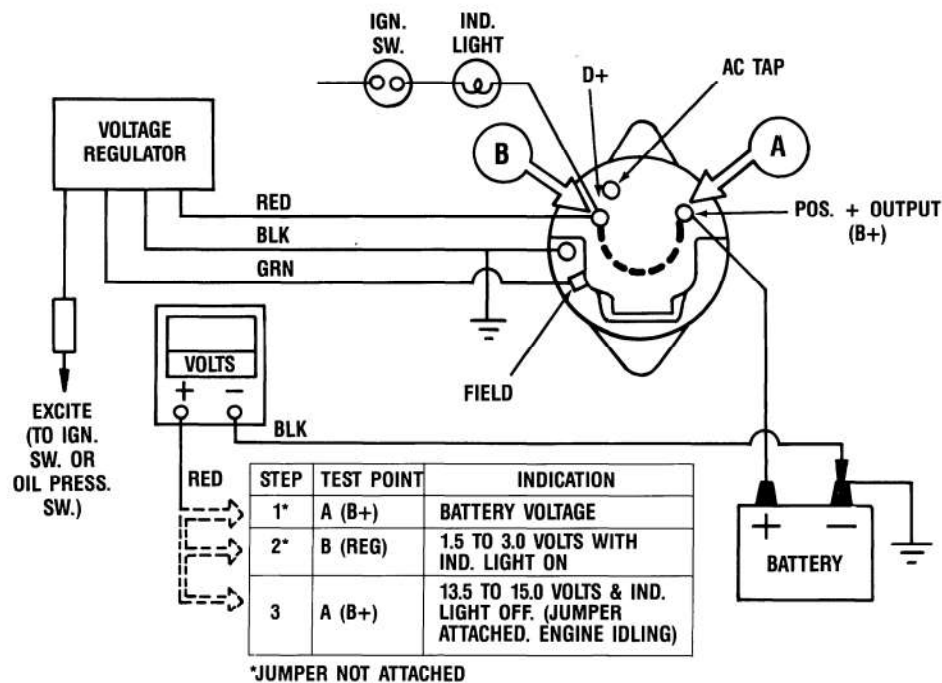 IGN.
SW.
IND.
LIGHT
D+
AC TAP
VOLTAGE
REGULATOR
B
A
RED
POS. + OUTPUT
(B+)
BLK
GRN
VOLTS
+ −
FIELD
EXCITE
(TO IGN.
SW. OR
OIL PRESS.
SW.)
BLK
RED
STEP TEST POINT INDICATION
1* A (B+) BATTERY VOLTAGE
2* B (REG) 1.5 TO 3.0 VOLTS WITH
IND. LIGHT ON
3 A (B+) 13.5 TO 15.0 VOLTS & IND.
LIGHT OFF. (JUMPER
ATTACHED. ENGINE IDLING)
*JUMPER NOT ATTACHED
+ −
BATTERY